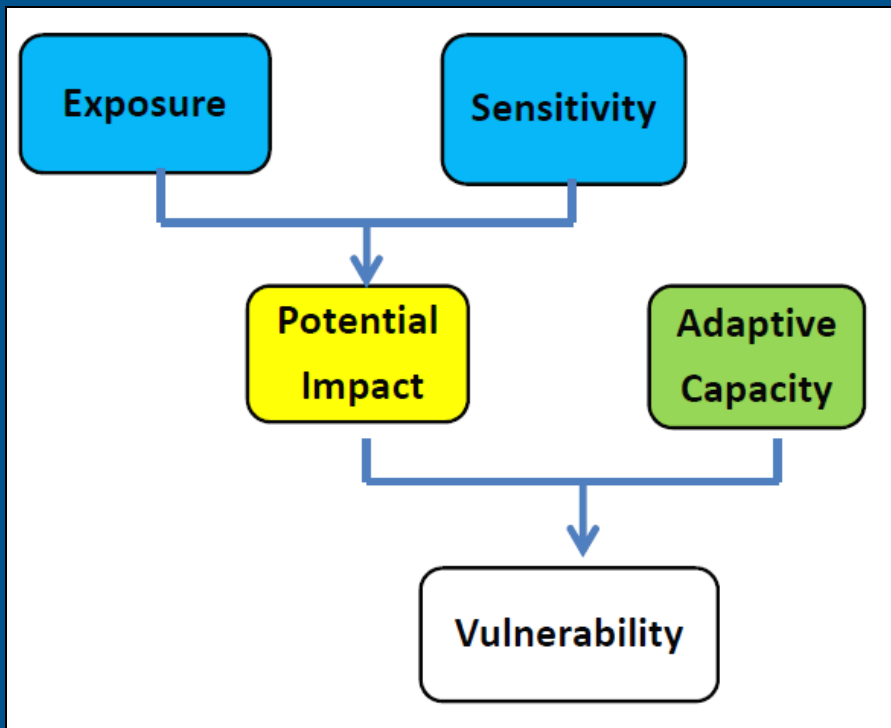 Exposure
Sensitivity
Potential
Impact
Adaptive
Capacity
Vulnerability